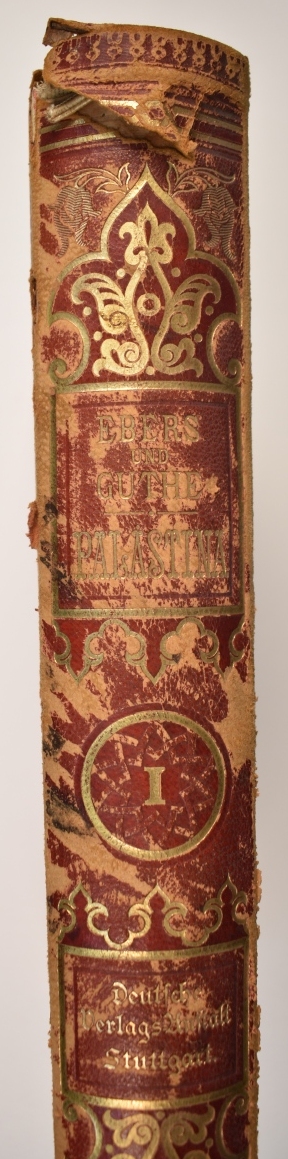 EBERS
UND
GUTHE
PALÄSTINA
I
Deutsche
Verlags-Anstalt
Stuttgart.